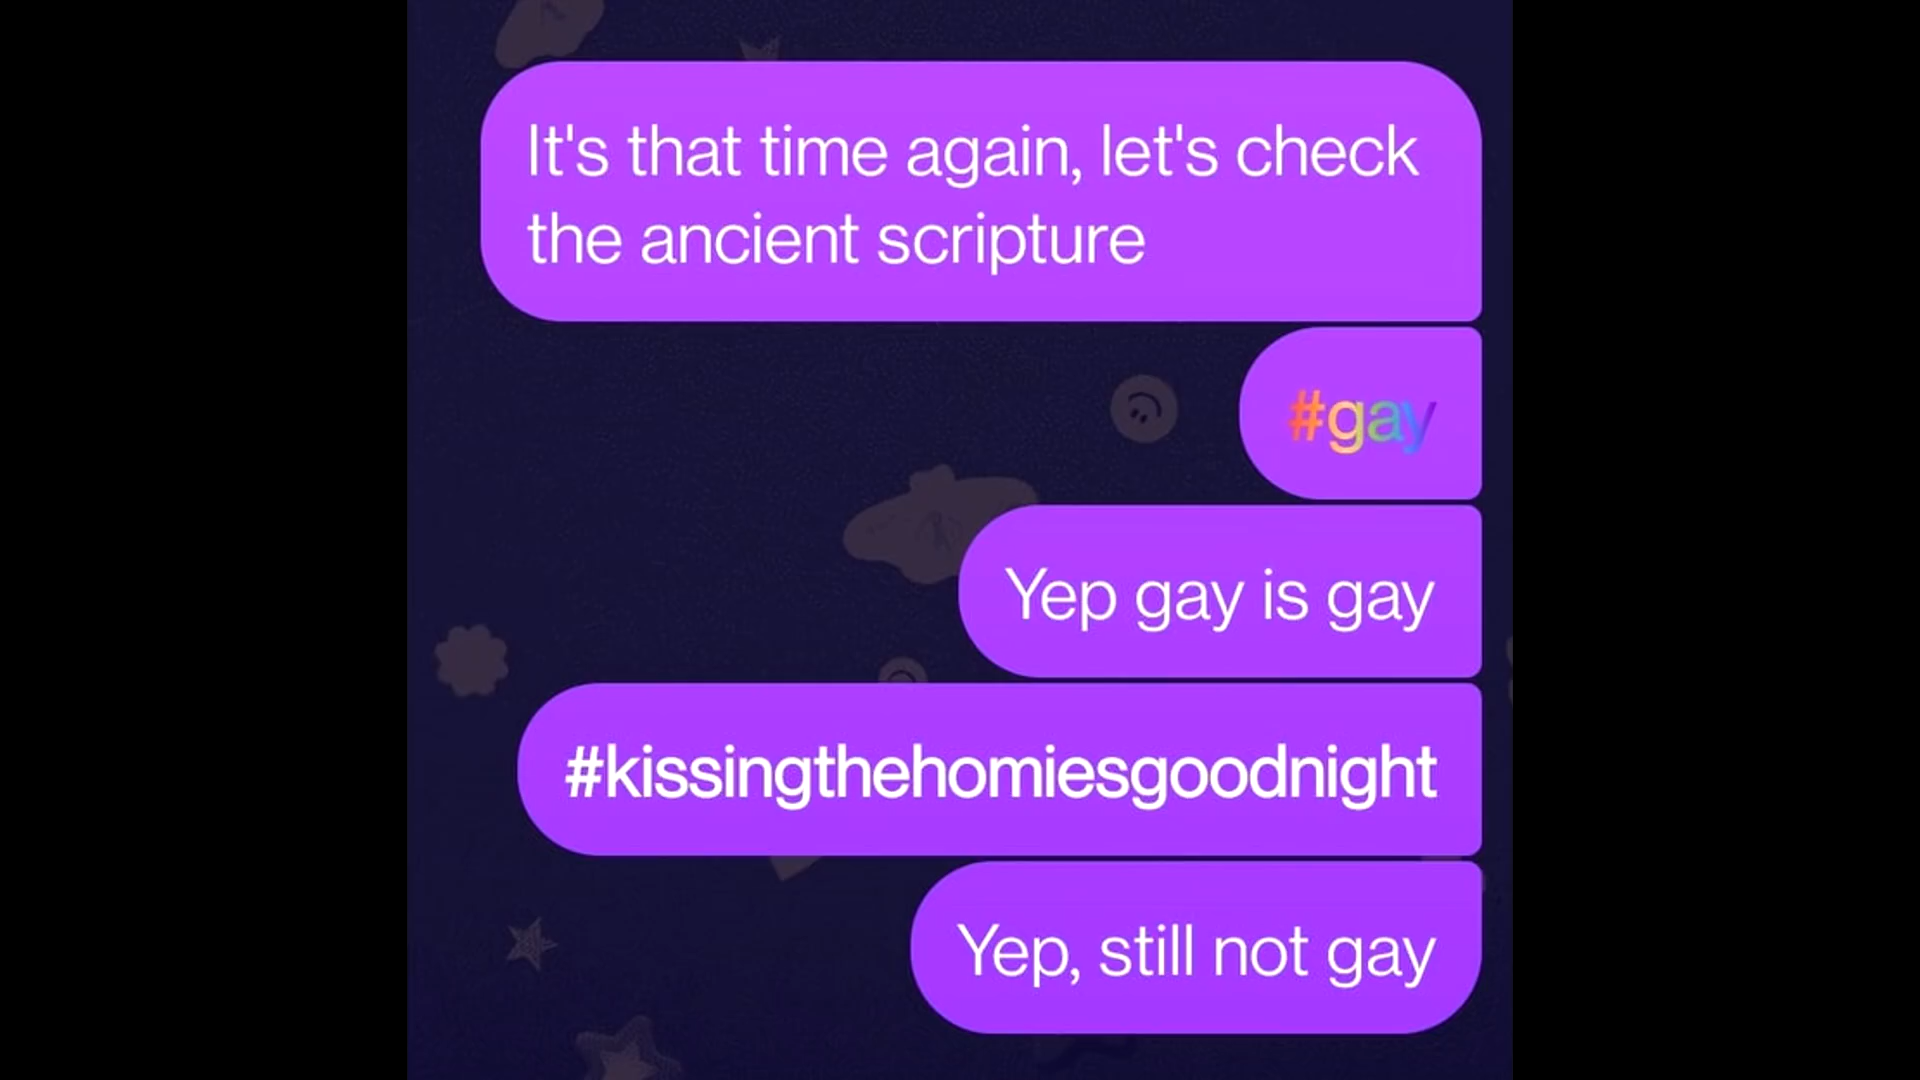 It's that time again, let's check
the ancient scripture
#gay
Yep gay is gay
#kissingthehomiesgoodnight
Yep, still not gay